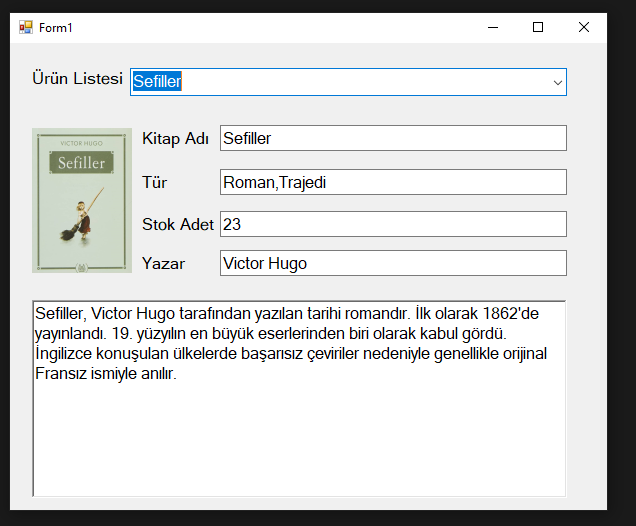 Form1
Ürün Listesi
Sefiller
VICTOR HUGO
Sefiller
Kitap Adı
Sefiller
Tür
Roman,Trajedi
Stok Adet
23
Yazar
Victor Hugo
Sefiller, Victor Hugo tarafından yazılan tarihi romandır. İlk olarak 1862'de
yayınlandı. 19. yüzyılın en büyük eserlerinden biri olarak kabul gördü.
İngilizce konuşulan ülkelerde başarısız çeviriler nedeniyle genellikle orijinal
Fransız ismiyle anılır.